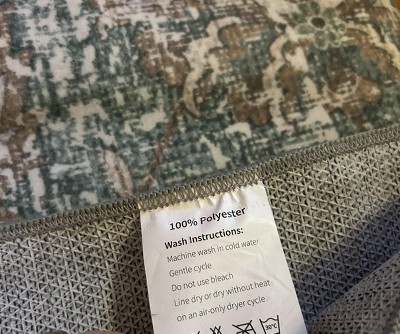 100% Polyester
Wash Instructions:
Machine wash in cold water
Gentle cycle
Do not use bleach
Line dry or dry without heat
on an air-only dryer cycle
30°C